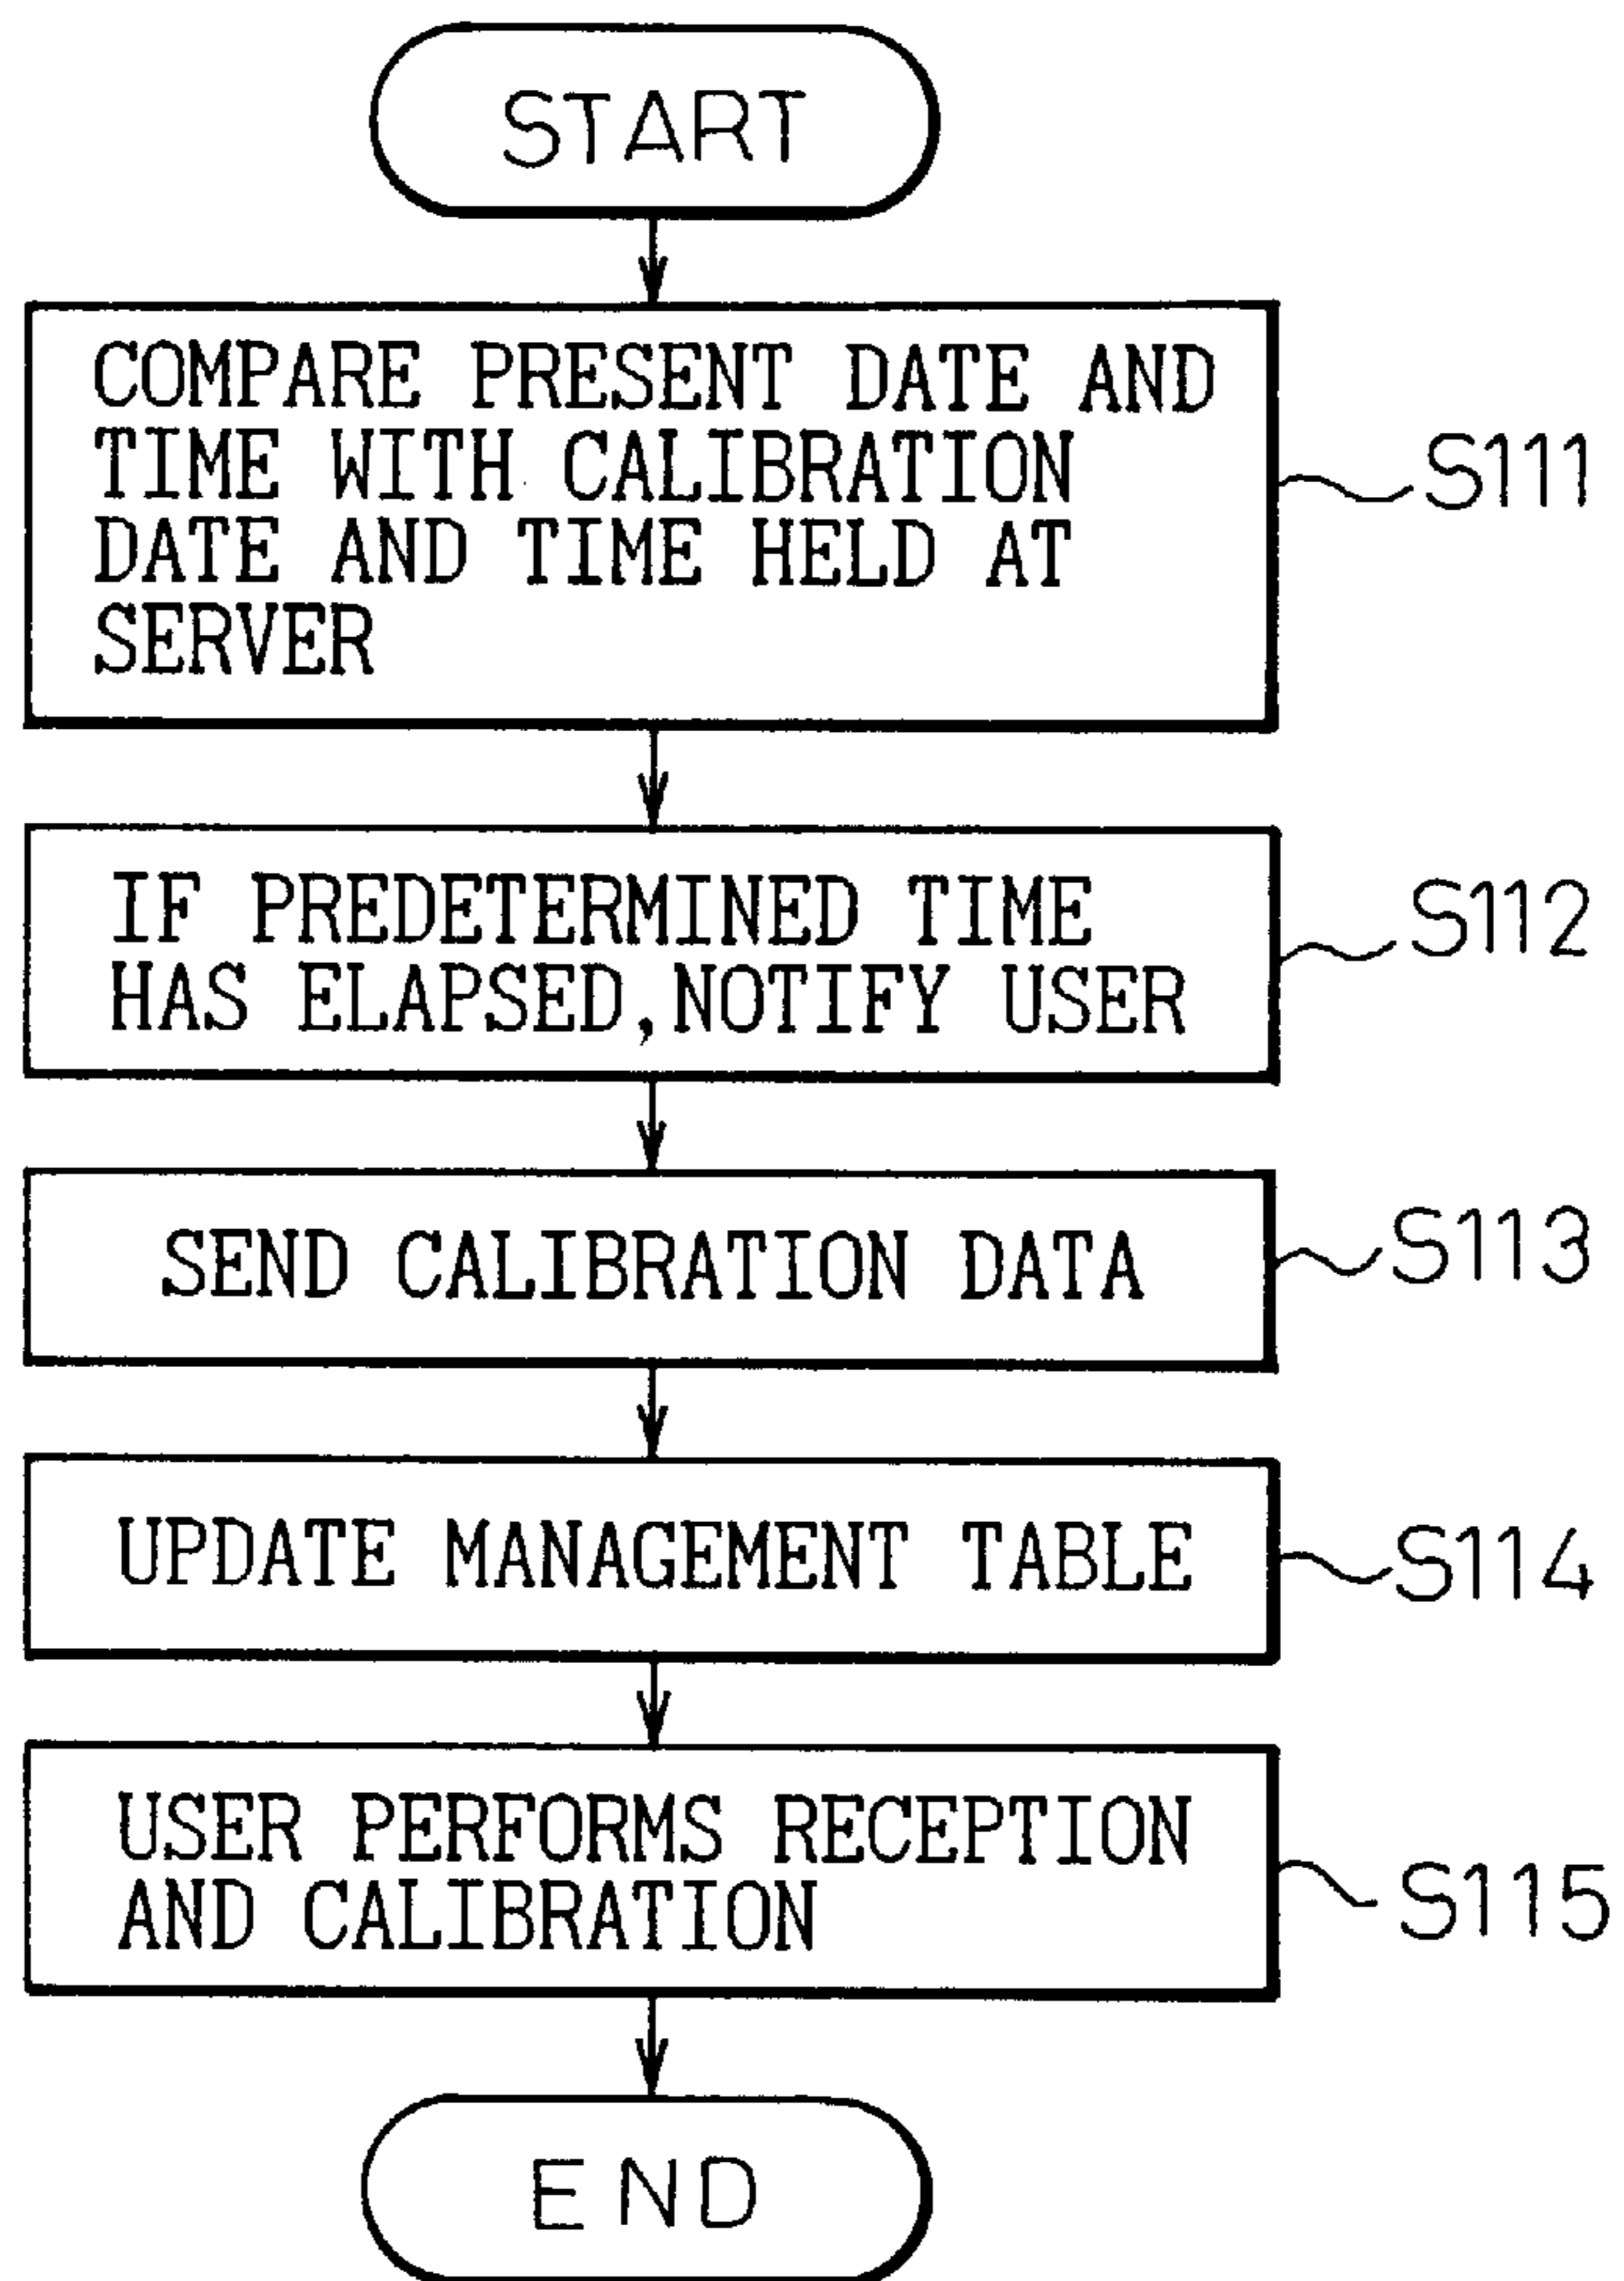 START
COMPARE PRESENT DATE AND
TIME WITH CALIBRATION
DATE AND TIME HELD AT
SERVER
S111
IF PREDETERMINED TIME
HAS ELAPSED,NOTIFY USER
S112
SEND CALIBRATION DATA
S113
UPDATE MANAGEMENT TABLE
S114
USER PERFORMS RECEPTION
AND CALIBRATION
S115
END